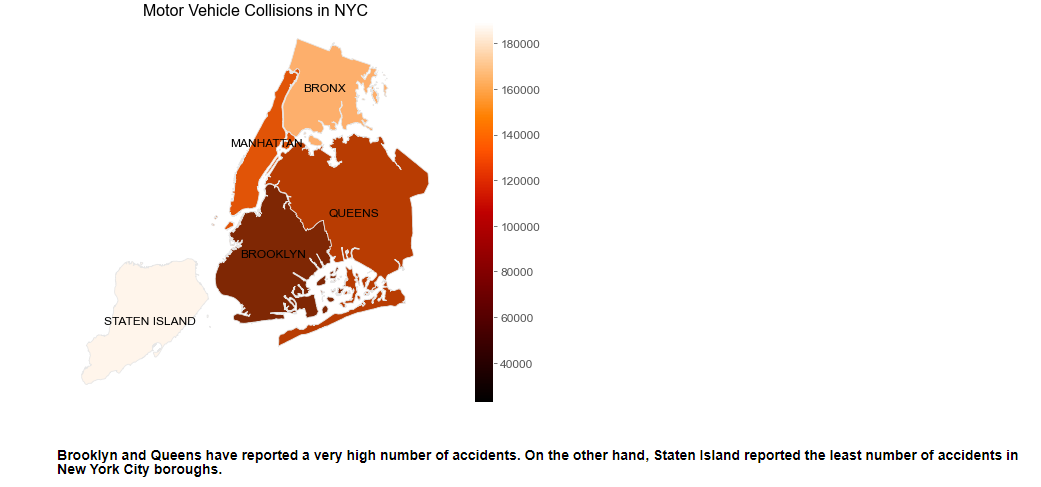 Motor Vehicle Collisions in NYC
180000
BRONX
160000
MANHATTAN
140000
120000
QUEENS
100000
BROOKLYN
80000
STATEN ISLAND
60000
40000
Brooklyn and Queens have reported a very high number of accidents. On the other hand, Staten Island reported the least number of accidents in
New York City boroughs.